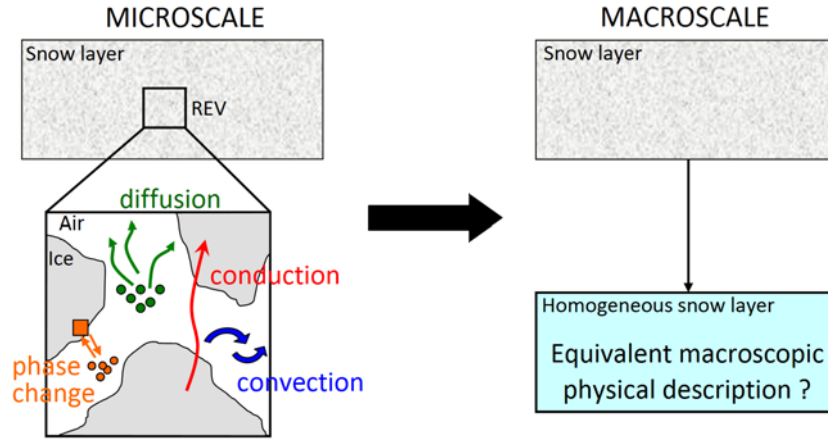 MICROSCALE
Snow layer
REV
diffusion
Air
Ice
conduction
phase
change
convection
MACROSCALE
Snow layer
Homogeneous snow layer
Equivalent macroscopic
physical description ?